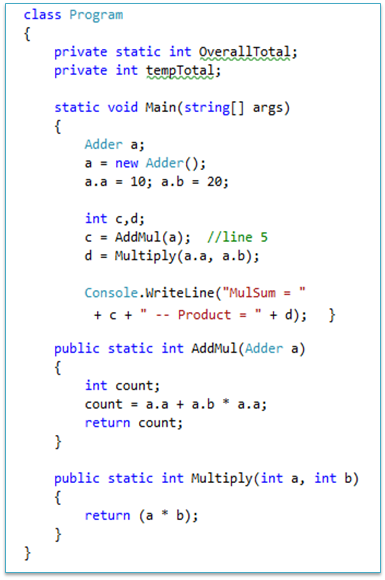 class Program
{
    private static int OverallTotal;
    private int tempTotal;

    static void Main(string[] args)
    {
        Adder a;
        a = new Adder();
        a.a = 10; a.b = 20;

        int c,d;
        c = AddMul(a);  //line 5
        d = Multiply(a.a, a.b);

        Console.WriteLine("MulSum = "
         + c + " -- Product = " + d);   }

    public static int AddMul(Adder a)
    {
        int count;
        count = a.a + a.b * a.a;
        return count;
    }

    public static int Multiply(int a, int b)
    {
        return (a * b);
    }
}